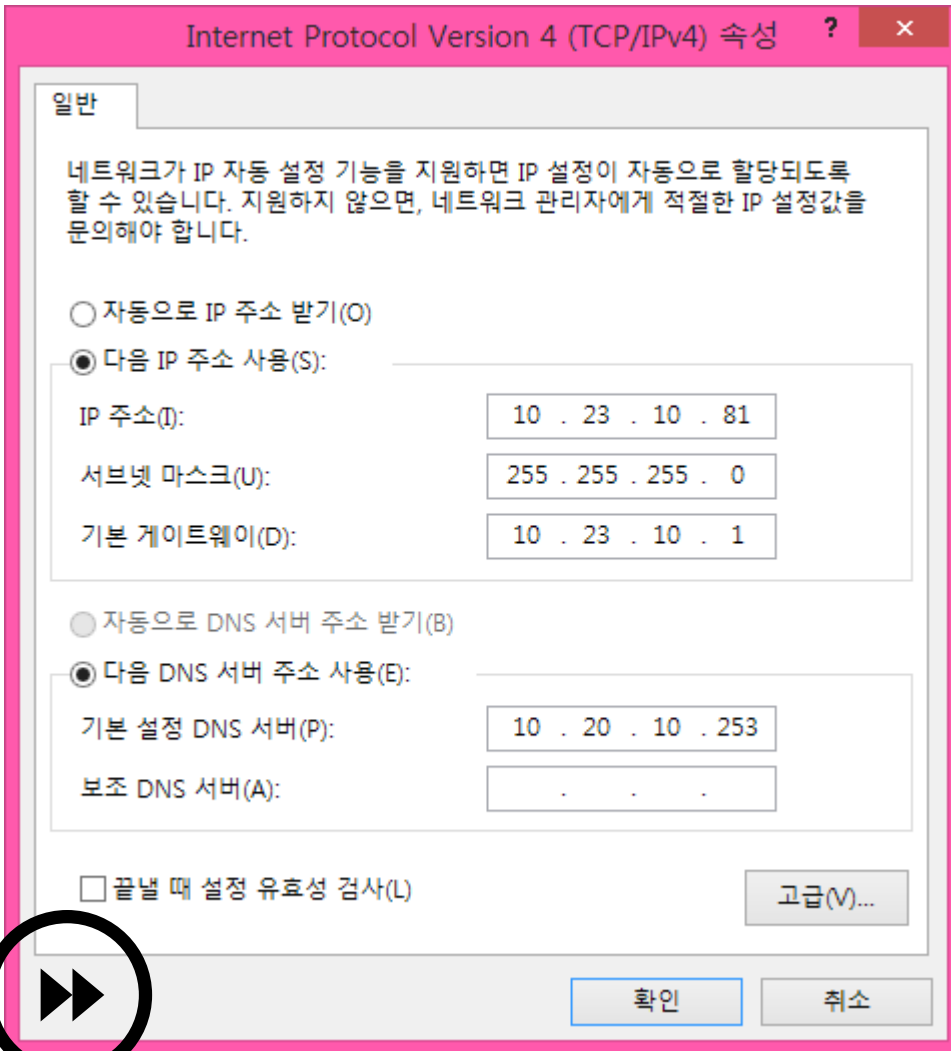 Internet Protocol Version 4 (TCP/IPv4) 속성 ? ×
일반
네트워크가 IP 자동 설정 기능을 지원하면 IP 설정이 자동으로 할당되도록
할 수 있습니다. 지원하지 않으면, 네트워크 관리자에게 적절한 IP 설정값을
문의해야 합니다.
자동으로 IP 주소 받기(O)
다음 IP 주소 사용(S):
IP 주소(I): 10 . 23 . 10 . 81
서브넷 마스크(U): 255 . 255 . 255 . 0
기본 게이트웨이(D): 10 . 23 . 10 . 1
자동으로 DNS 서버 주소 받기(B)
다음 DNS 서버 주소 사용(E):
기본 설정 DNS 서버(P): 10 . 20 . 10 . 253
보조 DNS 서버(A): . . .
끝낼 때 설정 유효성 검사(L)
고급(V)...
확인 취소